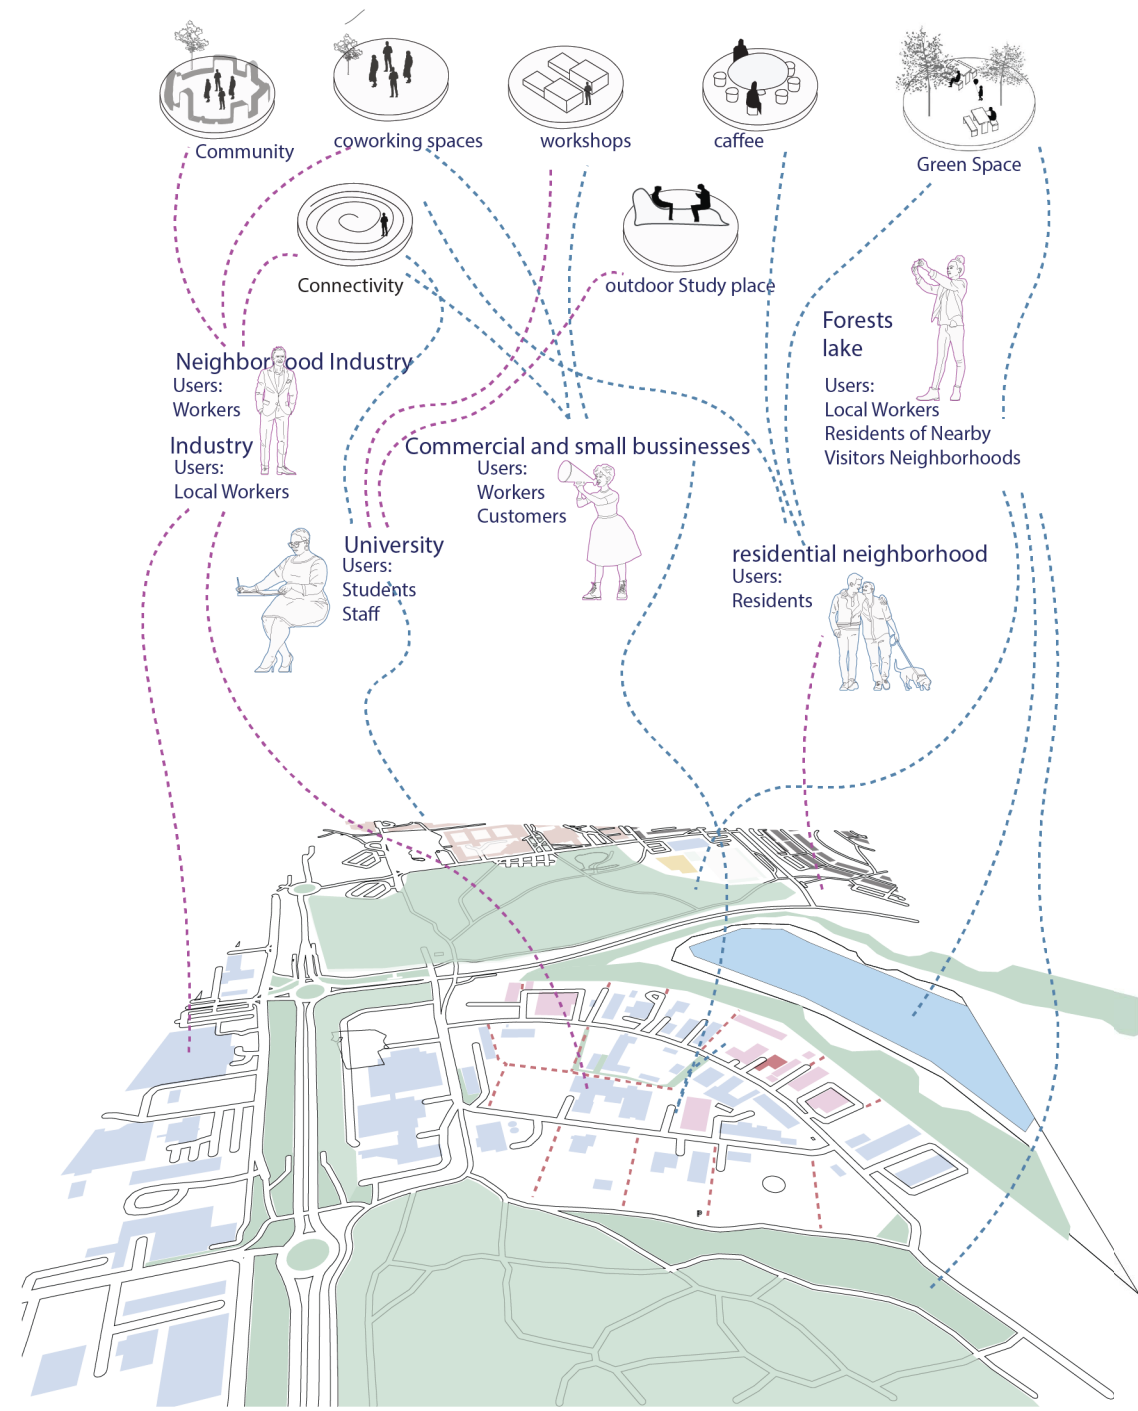 Community
coworking spaces
workshops
caffee
Green Space
Connectivity
outdoor Study place
Forests
lake
Users:
Local Workers
Residents of Nearby
Visitors Neighborhoods
Neighborhood Industry
Users:
Workers
Industry
Users:
Local Workers
Commercial and small bussinesses
Users:
Workers
Customers
University
Users:
Students
Staff
residential neighborhood
Users:
Residents
P